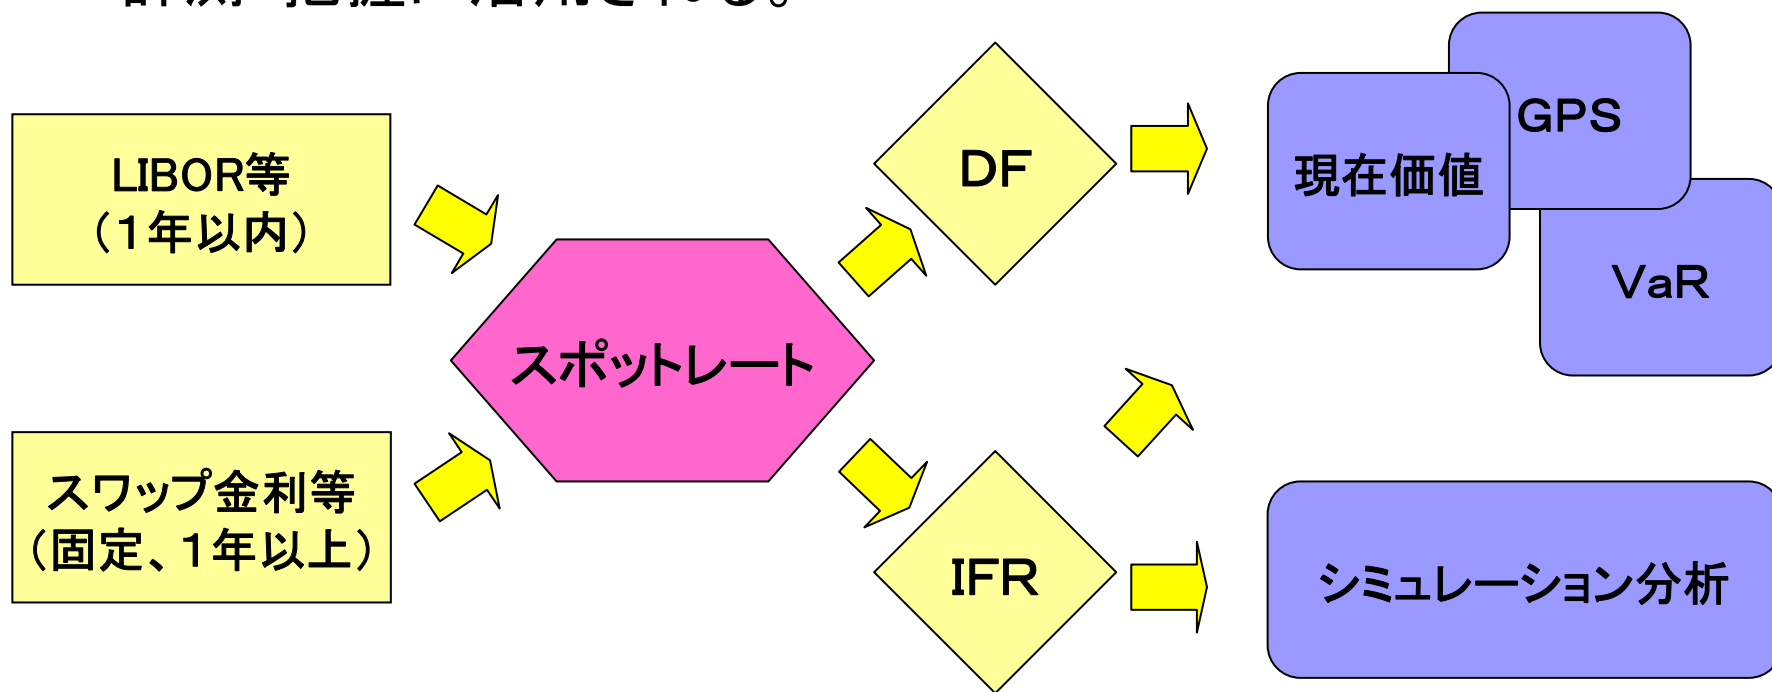 LIBOR等
（１年以内）
スワップ金利等
（固定、１年以上）
スポットレート
DF
IFR
現在価値
GPS
VaR
シミュレーション分析